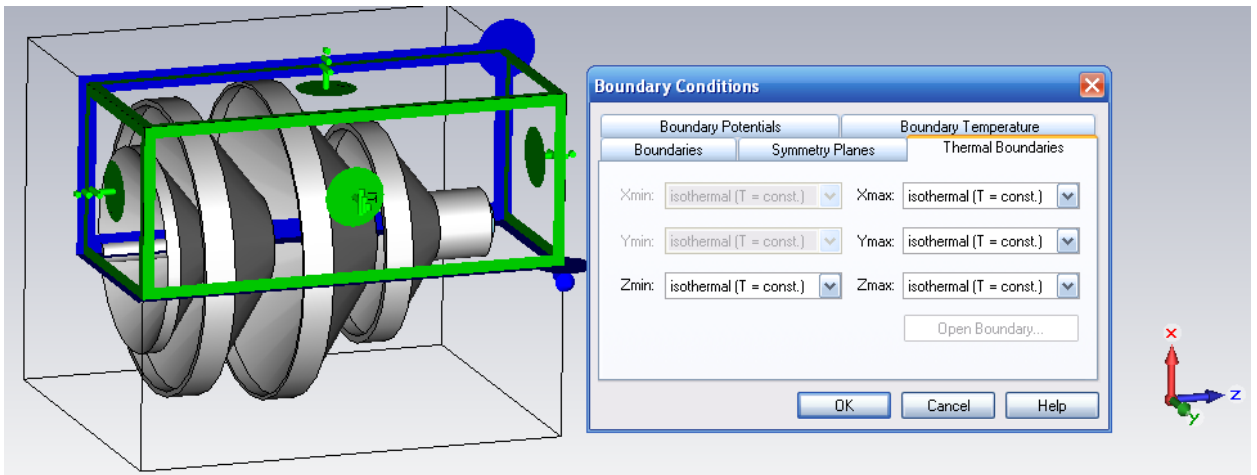 Boundary Conditions
Boundary Potentials Boundary Temperature
Boundaries Symmetry Planes Thermal Boundaries
Xmin: isothermal (T = const.) Xmax: isothermal (T = const.)
Ymin: isothermal (T = const.) Ymax: isothermal (T = const.)
Zmin: isothermal (T = const.) Zmax: isothermal (T = const.)
Open Boundary...
OK Cancel Help
x
z
y